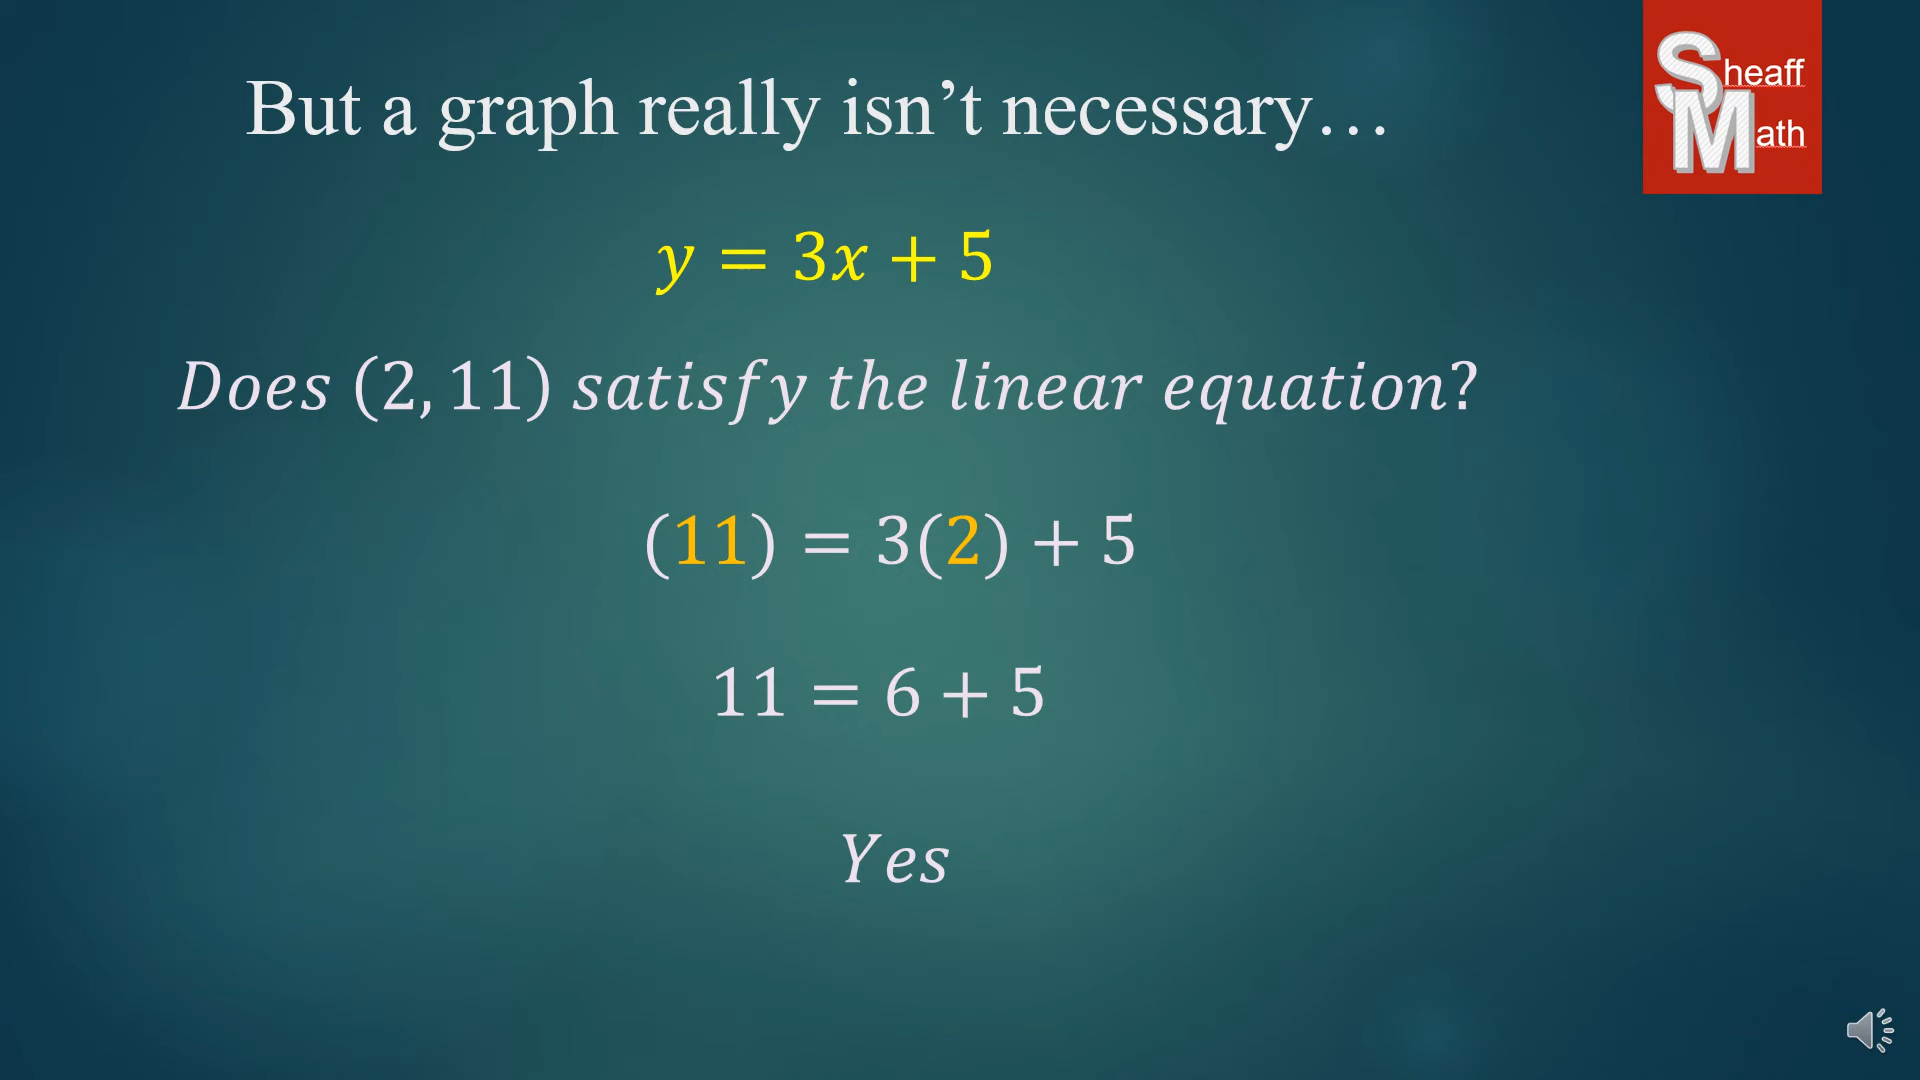 But a graph really isn’t necessary…
Sheaff
Math
y = 3x + 5
Does (2, 11) satisfy the linear equation?
(11) = 3(2) + 5
11 = 6 + 5
Yes